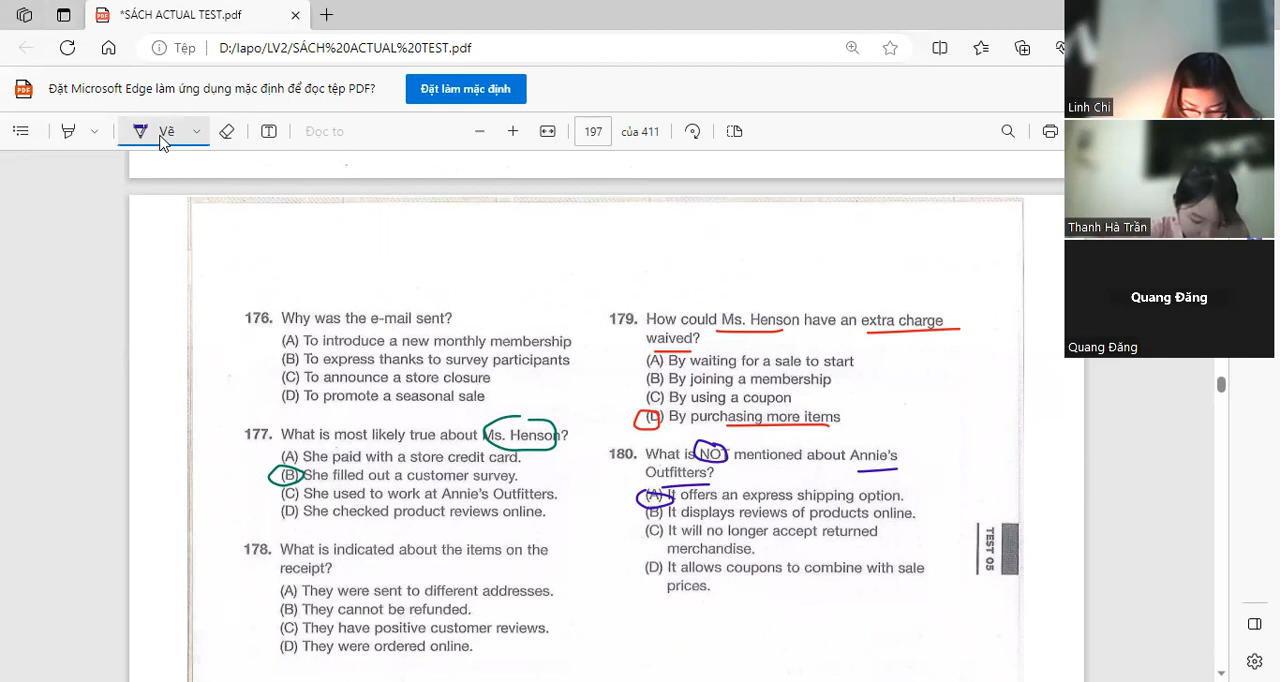 *SÁCH ACTUAL TEST.pdf
Tệp D:/lapo/LV2/SÁCH%20ACTUAL%20TEST.pdf
Đặt Microsoft Edge làm ứng dụng mặc định để đọc tệp PDF? Đặt làm mặc định
Vẽ Đọc to 197 của 411
176. Why was the e-mail sent?
(A) To introduce a new monthly membership
(B) To express thanks to survey participants
(C) To announce a store closure
(D) To promote a seasonal sale
177. What is most likely true about Ms. Henson?
(A) She paid with a store credit card.
(B) She filled out a customer survey.
(C) She used to work at Annie's Outfitters.
(D) She checked product reviews online.
178. What is indicated about the items on the
receipt?
(A) They were sent to different addresses.
(B) They cannot be refunded.
(C) They have positive customer reviews.
(D) They were ordered online.
179. How could Ms. Henson have an extra charge
waived?
(A) By waiting for a sale to start
(B) By joining a membership
(C) By using a coupon
(D) By purchasing more items
180. What is NOT mentioned about Annie's
Outfitters?
(A) It offers an express shipping option.
(B) It displays reviews of products online.
(C) It will no longer accept returned
merchandise.
(D) It allows coupons to combine with sale
prices.
TEST 05
Linh Chi
Thanh Hà Trần
Quang Đăng
Quang Đăng